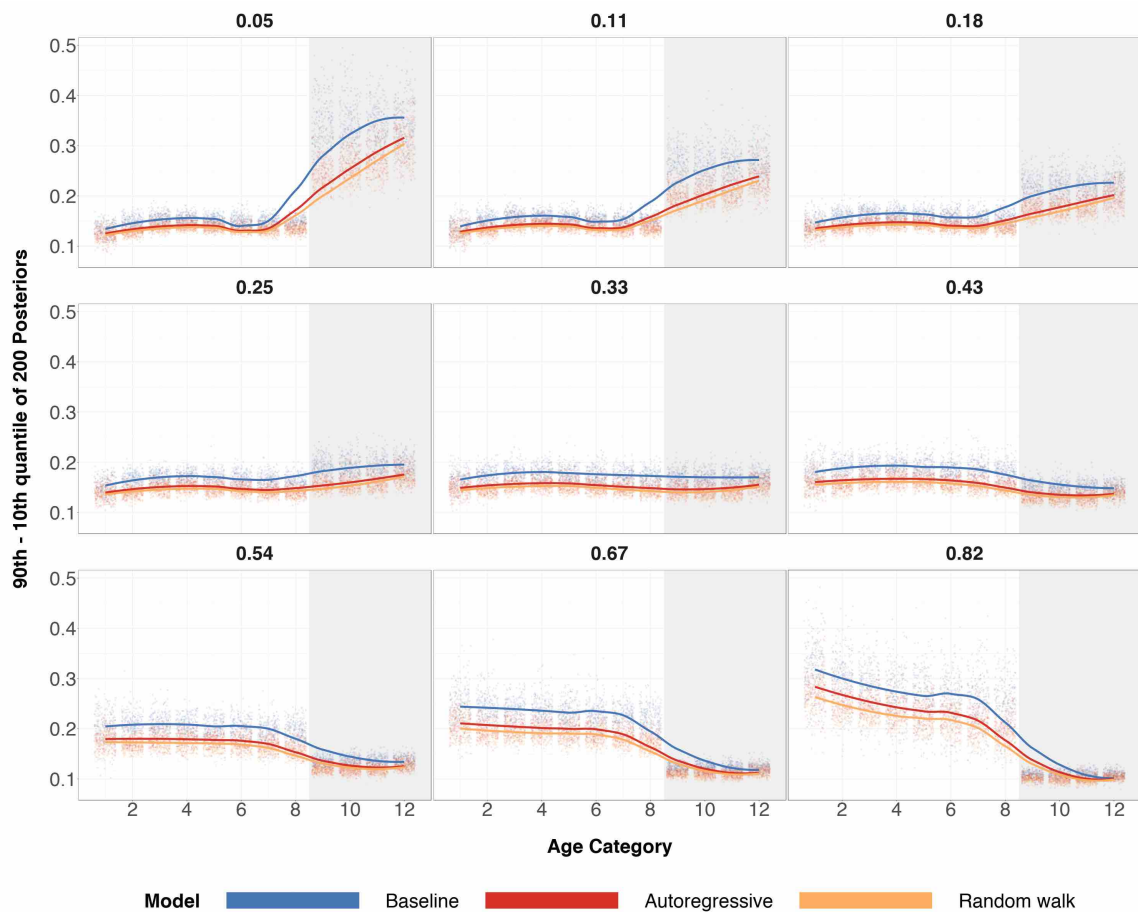 0.05 0.11 0.18
0.5
0.4
0.3
0.2
0.1
0.25 0.33 0.43
0.5
0.4
0.3
0.2
0.1
0.54 0.67 0.82
0.5
0.4
0.3
0.2
0.1
2 4 6 8 10 12 2 4 6 8 10 12 2 4 6 8 10 12
90th - 10th quantile of 200 Posteriors
Age Category
Model Baseline Autoregressive Random walk